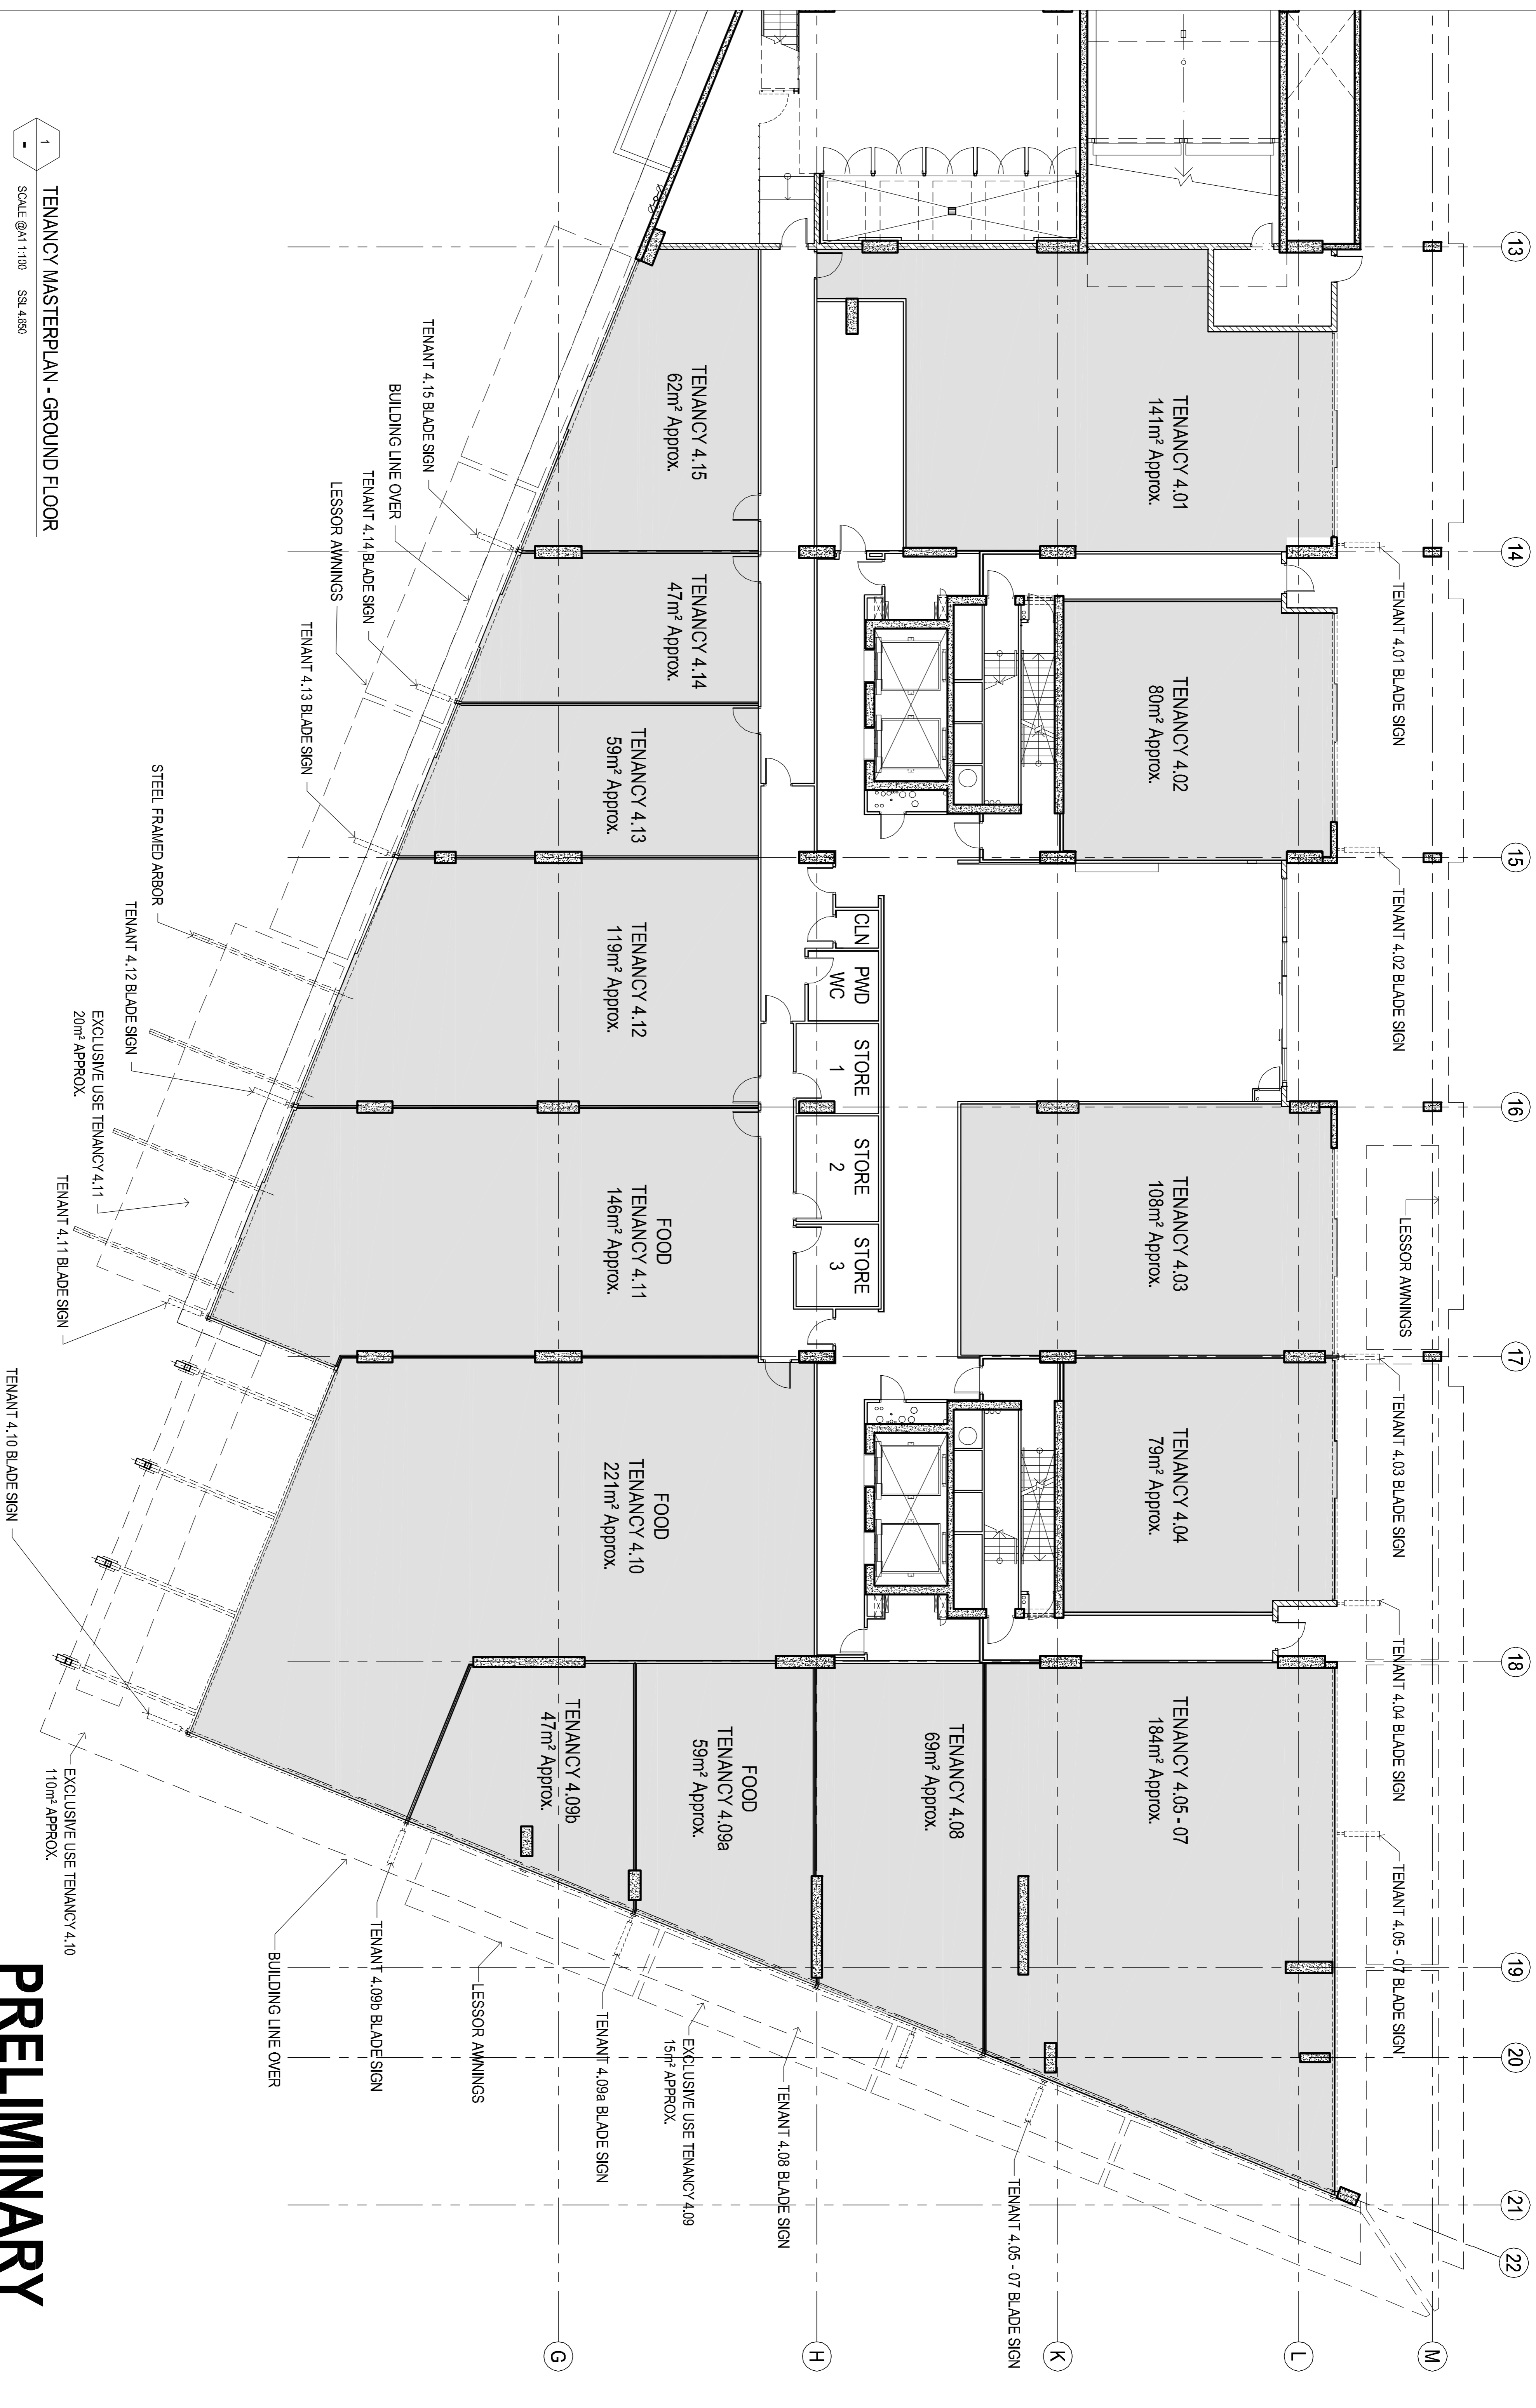 13
14
15
16
17
18
19
20
21
22
M
L
K
H
G
TENANT 4.01 BLADE SIGN
TENANT 4.02 BLADE SIGN
LESSOR AWNINGS
TENANT 4.03 BLADE SIGN
TENANT 4.04 BLADE SIGN
TENANT 4.05 - 07 BLADE SIGN
TENANCY 4.01
141m² Approx.
TENANCY 4.02
80m² Approx.
TENANCY 4.03
108m² Approx.
TENANCY 4.04
79m² Approx.
TENANCY 4.05 - 07
184m² Approx.
TENANCY 4.08
69m² Approx.
CLN
PWD
WC
STORE
1
STORE
2
STORE
3
TENANCY 4.15
62m² Approx.
TENANCY 4.14
47m² Approx.
TENANCY 4.13
59m² Approx.
TENANCY 4.12
119m² Approx.
FOOD
TENANCY 4.11
146m² Approx.
FOOD
TENANCY 4.10
221m² Approx.
FOOD
TENANCY 4.09a
59m² Approx.
TENANCY 4.09b
47m² Approx.
TENANT 4.15 BLADE SIGN
BUILDING LINE OVER
TENANT 4.14 BLADE SIGN
LESSOR AWNINGS
TENANT 4.13 BLADE SIGN
STEEL FRAMED ARBOR
TENANT 4.12 BLADE SIGN
EXCLUSIVE USE TENANCY 4.11
20m² APPROX.
TENANT 4.11 BLADE SIGN
TENANT 4.10 BLADE SIGN
EXCLUSIVE USE TENANCY 4.10
110m² APPROX.
BUILDING LINE OVER
TENANT 4.09b BLADE SIGN
LESSOR AWNINGS
TENANT 4.09a BLADE SIGN
EXCLUSIVE USE TENANCY 4.09
15m² APPROX.
TENANT 4.08 BLADE SIGN
TENANT 4.05 - 07 BLADE SIGN
1
-
TENANCY MASTERPLAN - GROUND FLOOR
SCALE @A1 1:100 SSL 4.650
PRELIMINARY